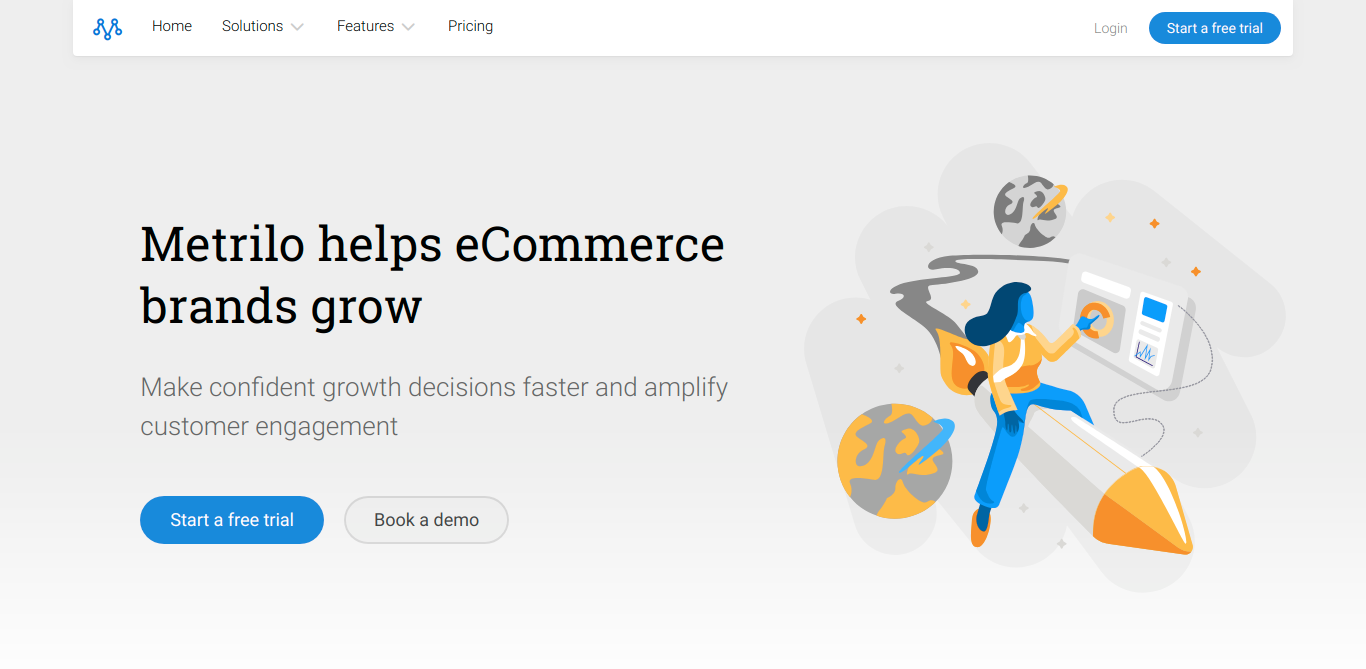 Home
Solutions
Features
Pricing
Login
Start a free trial
Metrilo helps eCommerce
brands grow
Make confident growth decisions faster and amplify
customer engagement
Start a free trial
Book a demo